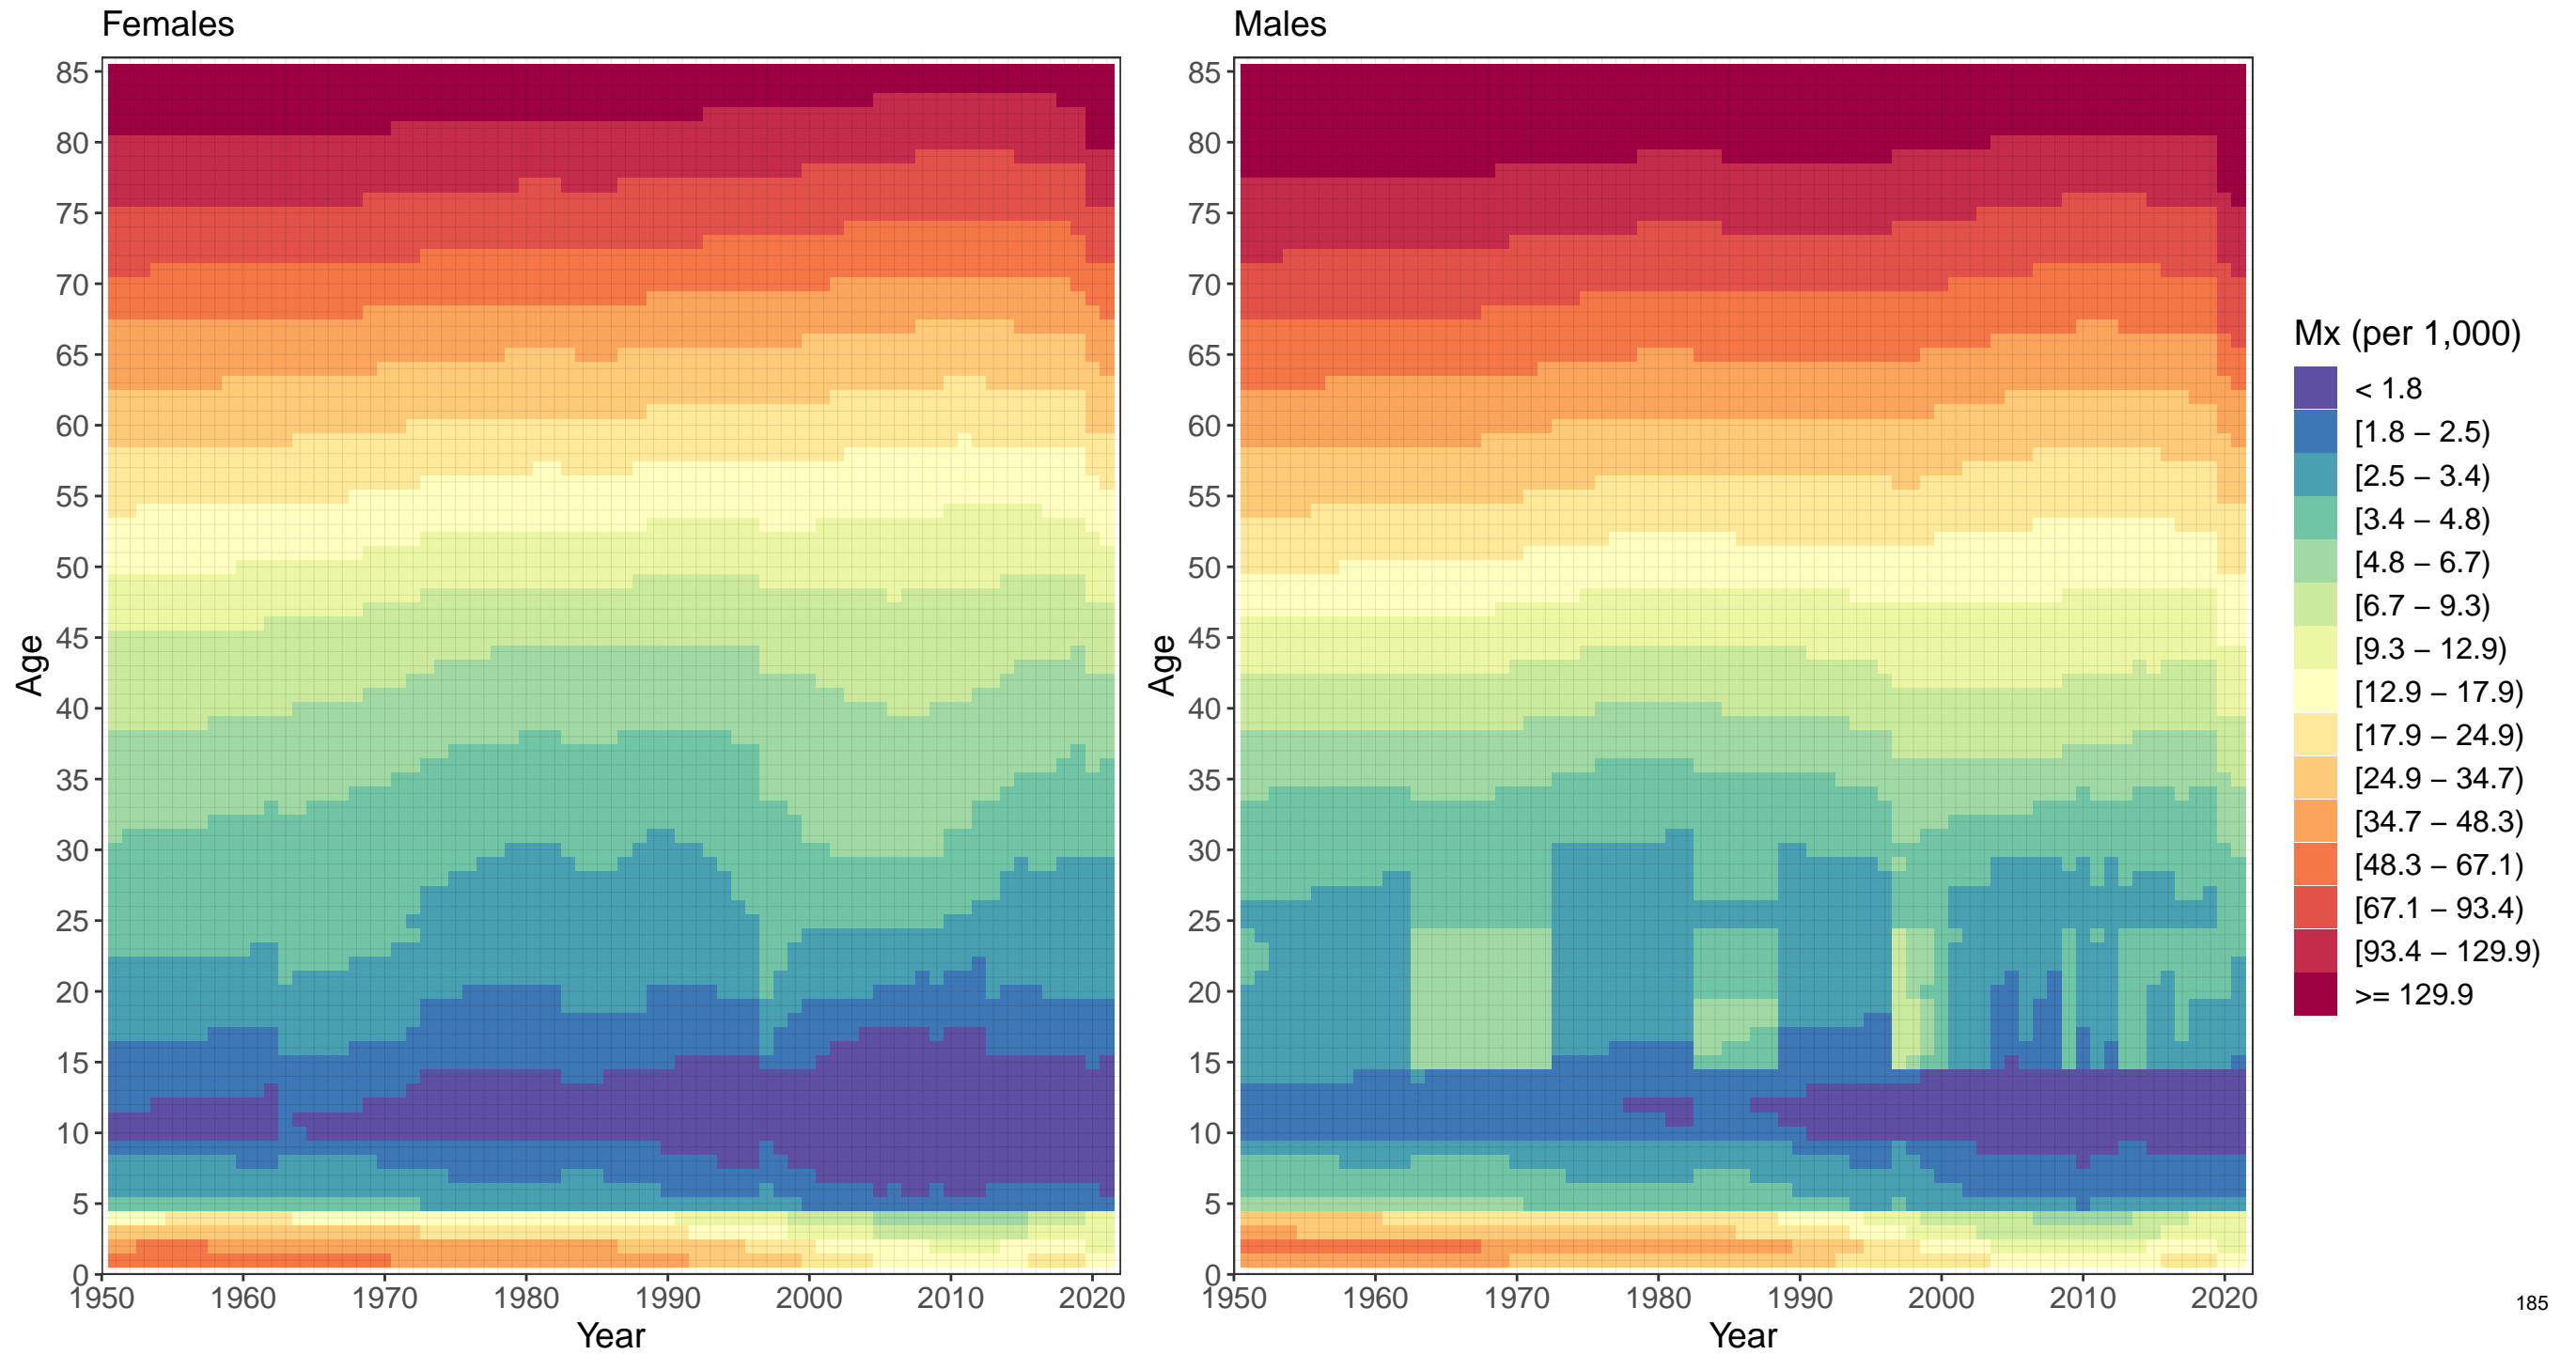 Females
Males
85
80
75
70
65
60
55
50
45
40
35
30
25
20
15
10
5
0
Age
1950 1960 1970 1980 1990 2000 2010 2020
Year
85
80
75
70
65
60
55
50
45
40
35
30
25
20
15
10
5
0
Age
1950 1960 1970 1980 1990 2000 2010 2020
Year
Mx (per 1,000)
< 1.8
[1.8 − 2.5)
[2.5 − 3.4)
[3.4 − 4.8)
[4.8 − 6.7)
[6.7 − 9.3)
[9.3 − 12.9)
[12.9 − 17.9)
[17.9 − 24.9)
[24.9 − 34.7)
[34.7 − 48.3)
[48.3 − 67.1)
[67.1 − 93.4)
[93.4 − 129.9)
>= 129.9
185